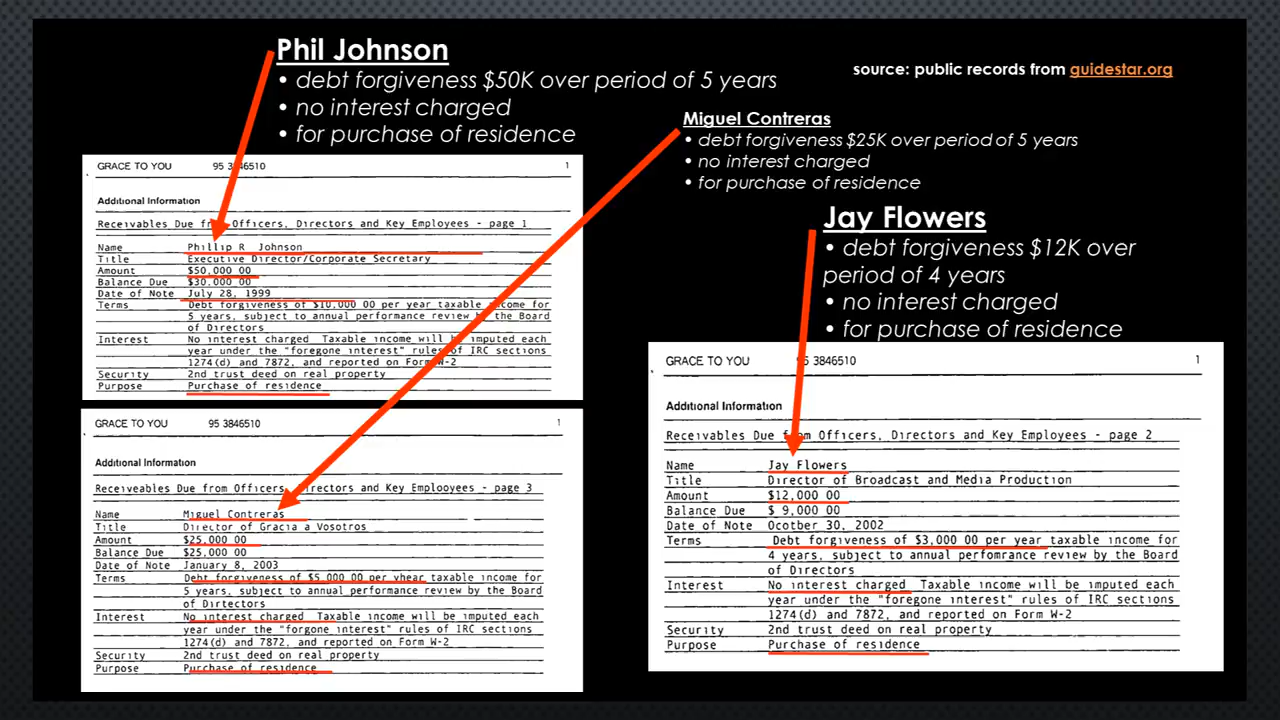 Phil Johnson
• debt forgiveness $50K over period of 5 years
• no interest charged
• for purchase of residence
source: public records from guidestar.org
Miguel Contreras
• debt forgiveness $25K over period of 5 years
• no interest charged
• for purchase of residence
Jay Flowers
• debt forgiveness $12K over
period of 4 years
• no interest charged
• for purchase of residence
GRACE TO YOU 95 3846510 1
Additional Information
Receivables Due from Officers, Directors and Key Employees - page 1
Name Phillip R Johnson
Title Executive Director/Corporate Secretary
Amount $50,000 00
Balance Due $30,000 00
Date of Note July 28, 1999
Terms Debt forgiveness of $10,000 00 per year taxable income for
5 years, subject to annual performance review by the Board
of Directors
Interest No interest charged Taxable income will be imputed each
year under the "foregone interest" rules of IRC sections
1274(d) and 7872, and reported on Form W-2
Security 2nd trust deed on real property
Purpose Purchase of residence
GRACE TO YOU 95 3846510 1
Additional Information
Receiveables Due from Officers, Directors and Key Emplooyees - page 3
Name Miguel Contreras
Title Director of Gracia a Vosotros
Amount $25,000 00
Balance Due $25,000 00
Date of Note January 8, 2003
Terms Debt forgiveness of $5 000 00 per yhear taxable income for
5 years, subject to annual performance review by the Board
of Dirtectors
Interest No interest charged Taxable income will be imputed each
year under the "forgone interest" rules of IRC sections
1274(d) and 7872, and reported on Form W-2
Security 2nd trust deed on real property
Purpose Purchase of residence
GRACE TO YOU 95 3846510 1
Additional Information
Receivables Due from Officers, Directors and Key Employees - page 2
Name Jay Flowers
Title Director of Broadcast and Media Production
Amount $12,000 00
Balance Due $ 9,000 00
Date of Note Ocotber 30, 2002
Terms Debt forgiveness of $3,000 00 per year taxable income for
4 years, subject to annual perfomrance review by the Board
of Directors
Interest No interest charged Taxable income will be imputed each
year under the "foregone interest" rules of IRC sections
1274(d) and 7872, and reported on Form W-2
Security 2nd trust deed on real property
Purpose Purchase of residence